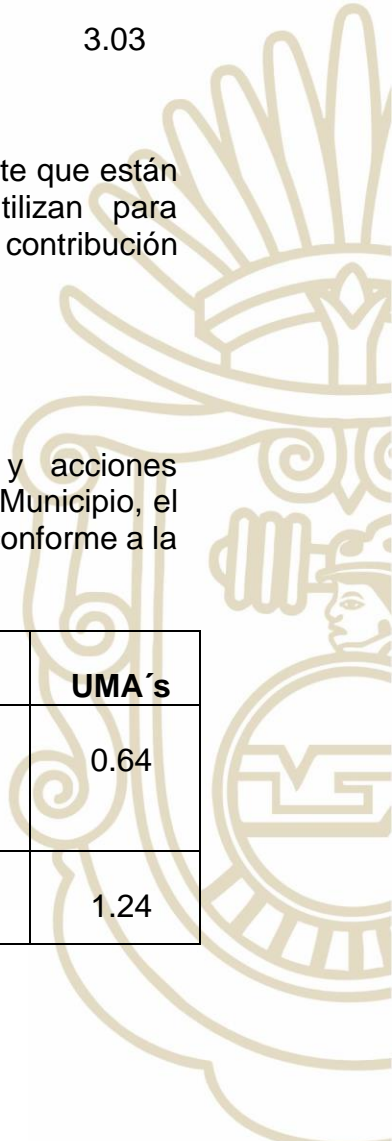 3.03
te que están
tilizan para
contribución
y acciones
Municipio, el
onforme a la
UMA´s
0.64
1.24